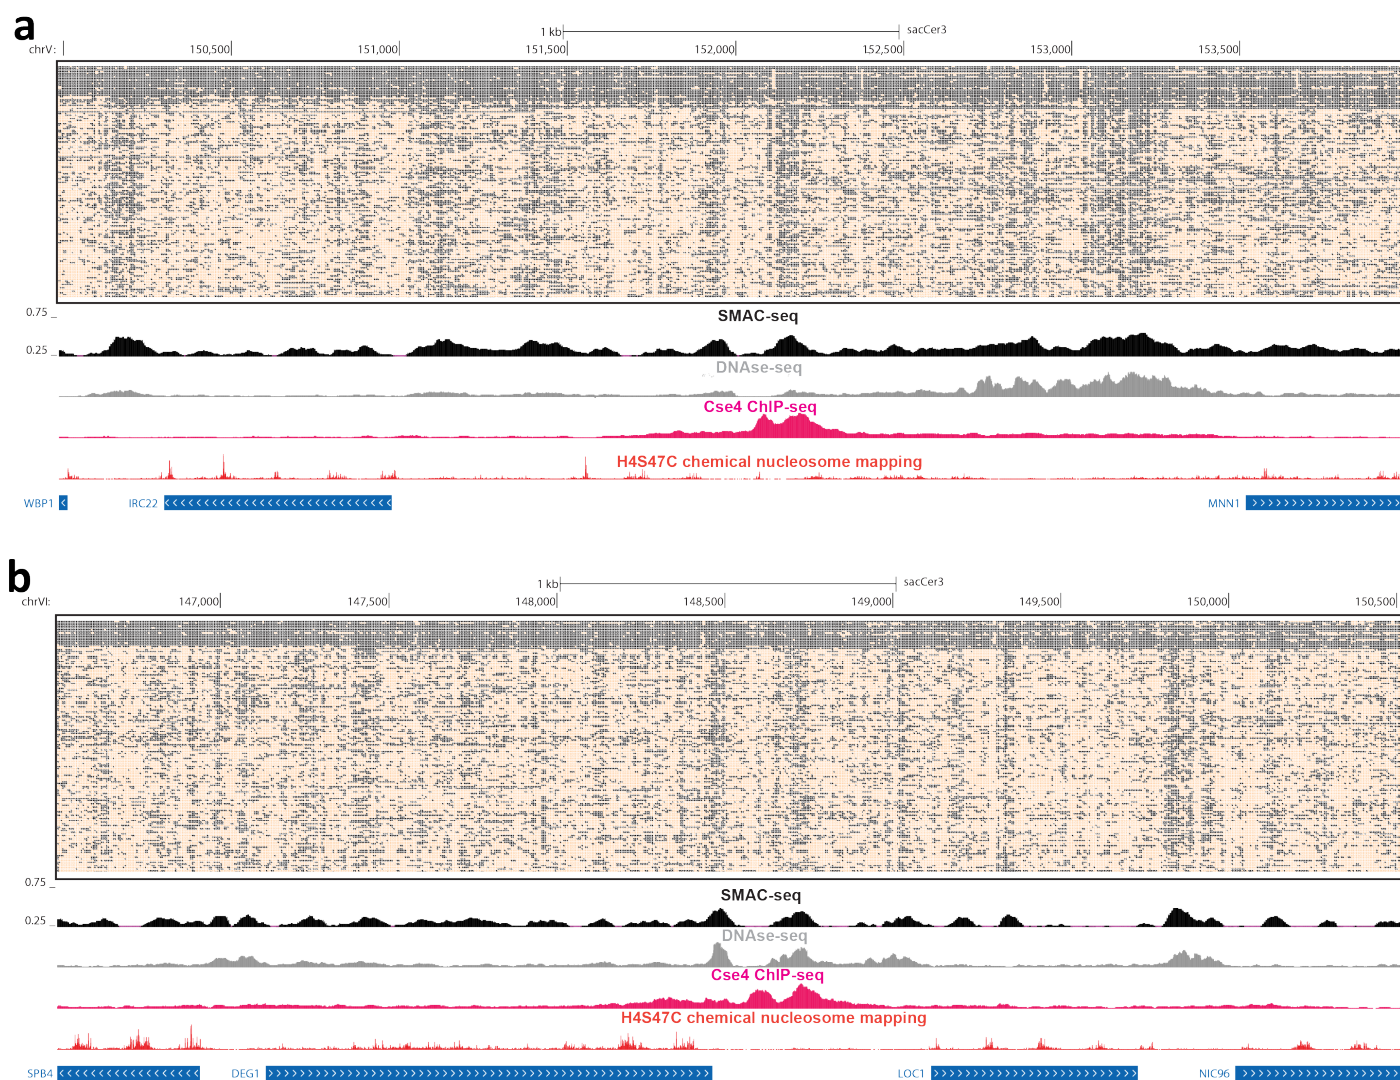 a
1 kb
sacCer3
chrV:
150,500
151,000
151,500
152,000
152,500
153,000
153,500
0.75
SMAC-seq
0.25
DNAse-seq
Cse4 ChIP-seq
H4S47C chemical nucleosome mapping
WBP1
IRC22
MNN1
b
1 kb
sacCer3
chrVI:
147,000
147,500
148,000
148,500
149,000
149,500
150,000
150,500
0.75
SMAC-seq
0.25
DNAse-seq
Cse4 ChIP-seq
H4S47C chemical nucleosome mapping
SPB4
DEG1
LOC1
NIC96